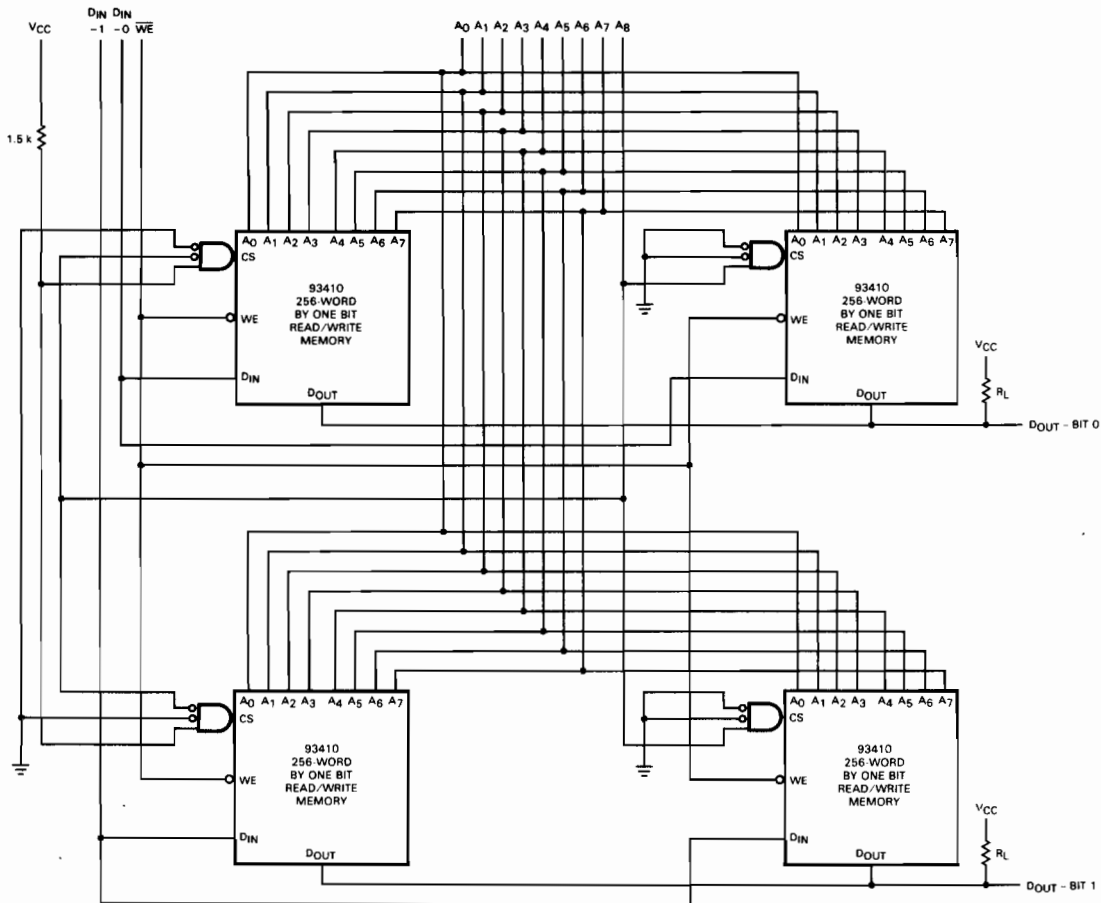 VCC
DIN
-1
DIN
-0
WE
A0 A1 A2 A3 A4 A5 A6 A7 A8
1.5 k
A0 A1 A2 A3 A4 A5 A6 A7
CS
93410
256-WORD
BY ONE BIT
READ/WRITE
MEMORY
WE
DIN
DOUT
A0 A1 A2 A3 A4 A5 A6 A7
CS
93410
256-WORD
BY ONE BIT
READ/WRITE
MEMORY
WE
DIN
DOUT
VCC
RL
DOUT - BIT 0
A0 A1 A2 A3 A4 A5 A6 A7
CS
93410
256-WORD
BY ONE BIT
READ/WRITE
MEMORY
WE
DIN
DOUT
A0 A1 A2 A3 A4 A5 A6 A7
CS
93410
256-WORD
BY ONE BIT
READ/WRITE
MEMORY
WE
DIN
DOUT
VCC
RL
DOUT - BIT 1